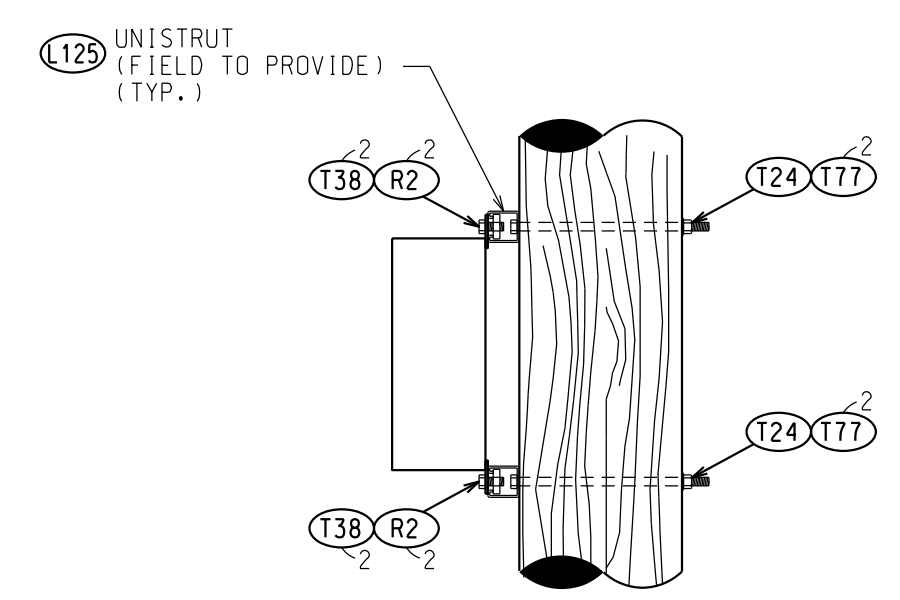 L125 UNISTRUT
(FIELD TO PROVIDE)
(TYP.)
2 2
T38 R2
2
T24 T77
2
T24 T77
T38 R2
2 2